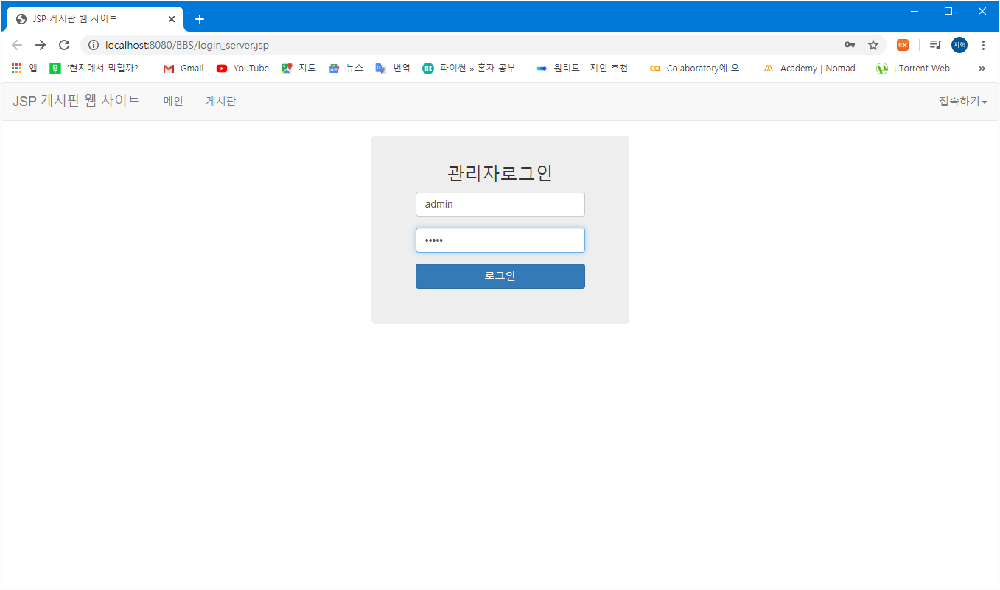 JSP 게시판 웹 사이트
localhost:8080/BBS/login_server.jsp
EX
지혁
앱 '현지에서 먹힐까?-... Gmail YouTube 지도 뉴스 번역 파이썬 » 혼자 공부... 원티드 - 지인 추천... Colaboratory에 오... Academy | Nomad... µTorrent Web »
JSP 게시판 웹 사이트 메인 게시판 접속하기
관리자로그인
admin
•••••
로그인